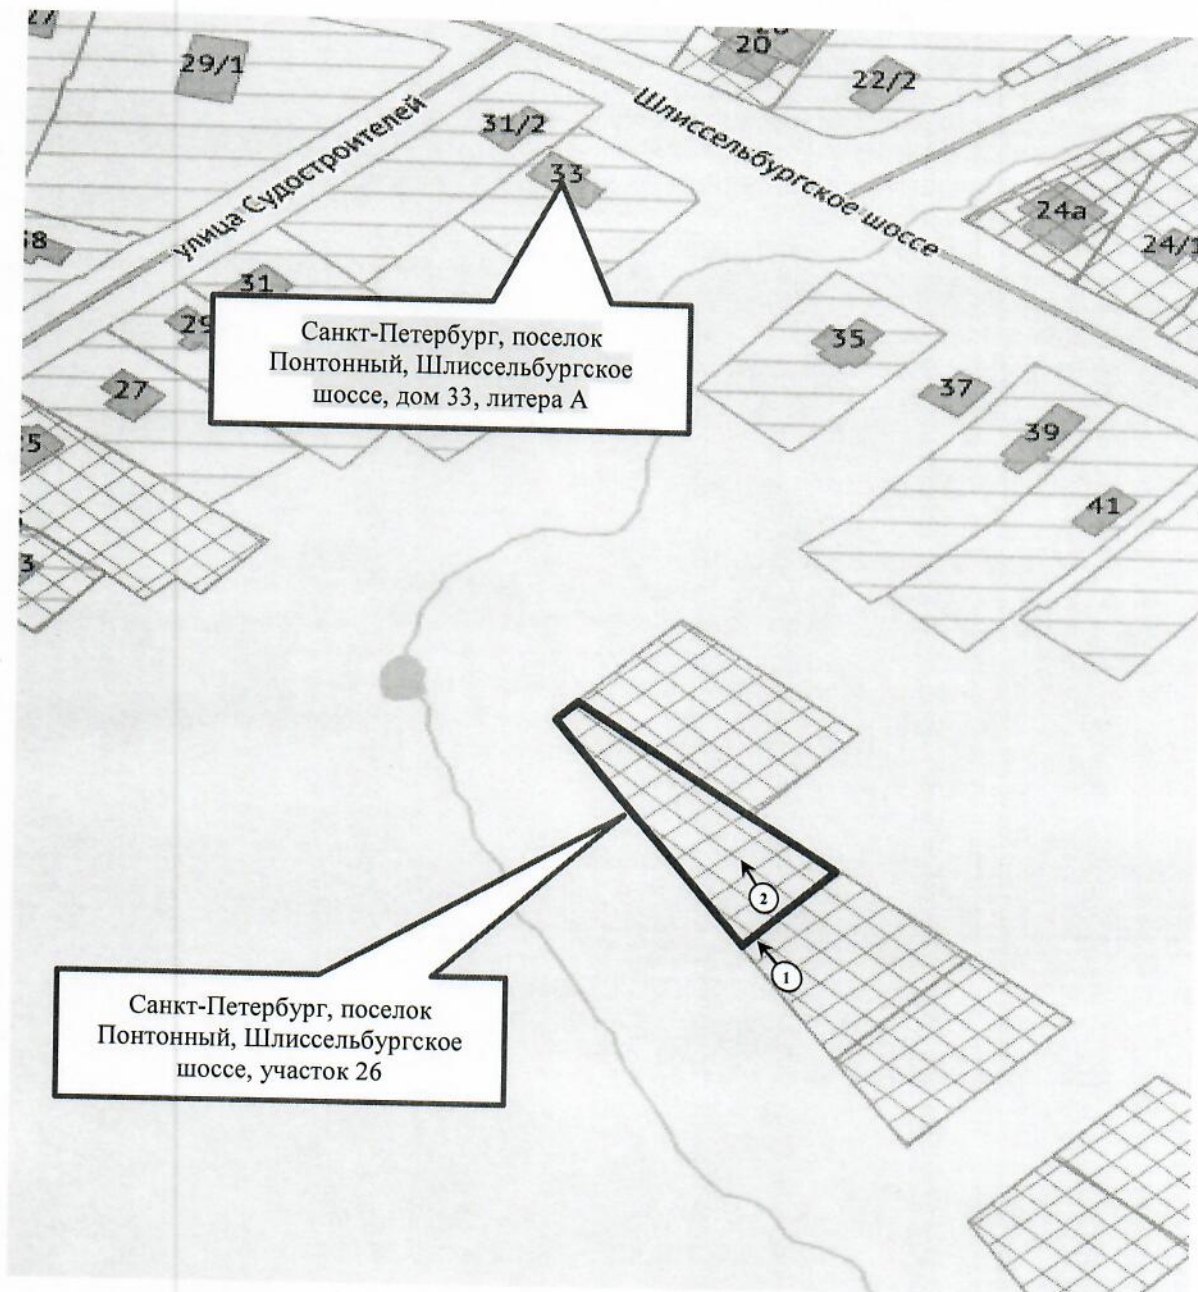 27
29/1
20
22/2
31/2
33
Шлиссельбургское шоссе
улица Судостроителей
24а
24/1
38
31
29
Санкт-Петербург, поселок
Понтонный, Шлиссельбургское
шоссе, дом 33, литера А
35
37
27
39
41
2
1
Санкт-Петербург, поселок
Понтонный, Шлиссельбургское
шоссе, участок 26